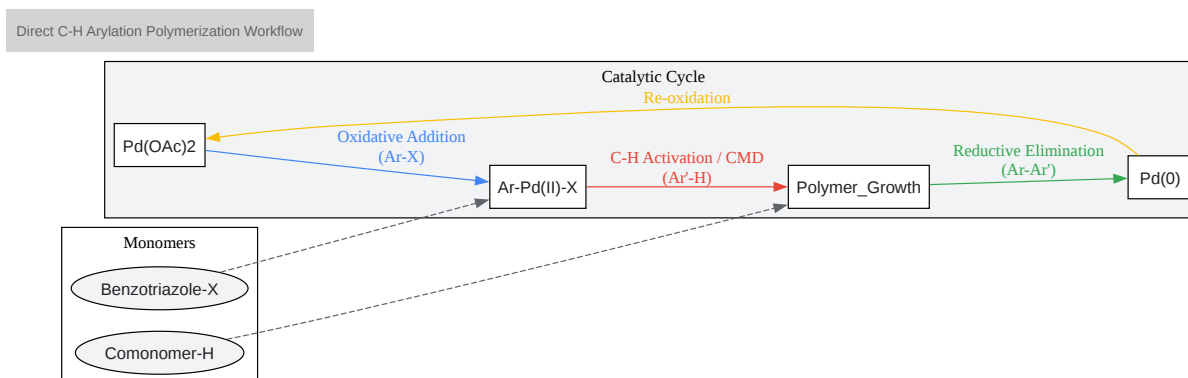 Direct C-H Arylation Polymerization Workflow
Catalytic Cycle
Re-oxidation
Pd(OAc)2
Oxidative Addition
(Ar-X)
Ar-Pd(II)-X
C-H Activation / CMD
(Ar'-H)
Polymer_Growth
Reductive Elimination
(Ar-Ar')
Pd(0)
Monomers
Benzotriazole-X
Comonomer-H